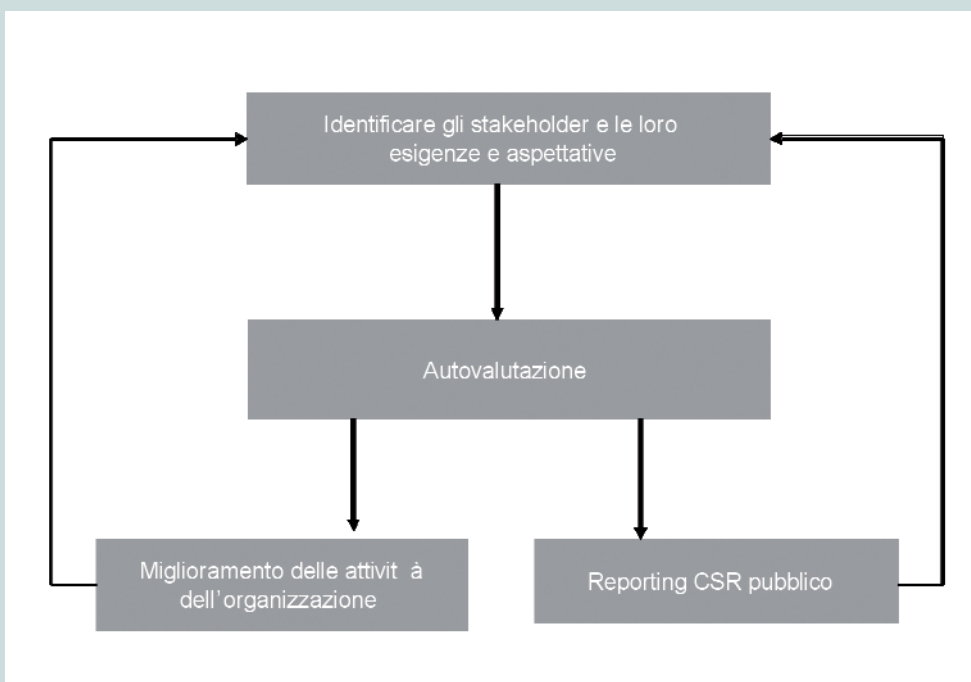 Identificare gli stakeholder e le loro
esigenze e aspettative
Autovalutazione
Miglioramento delle attivit à
dell'organizzazione
Reporting CSR pubblico